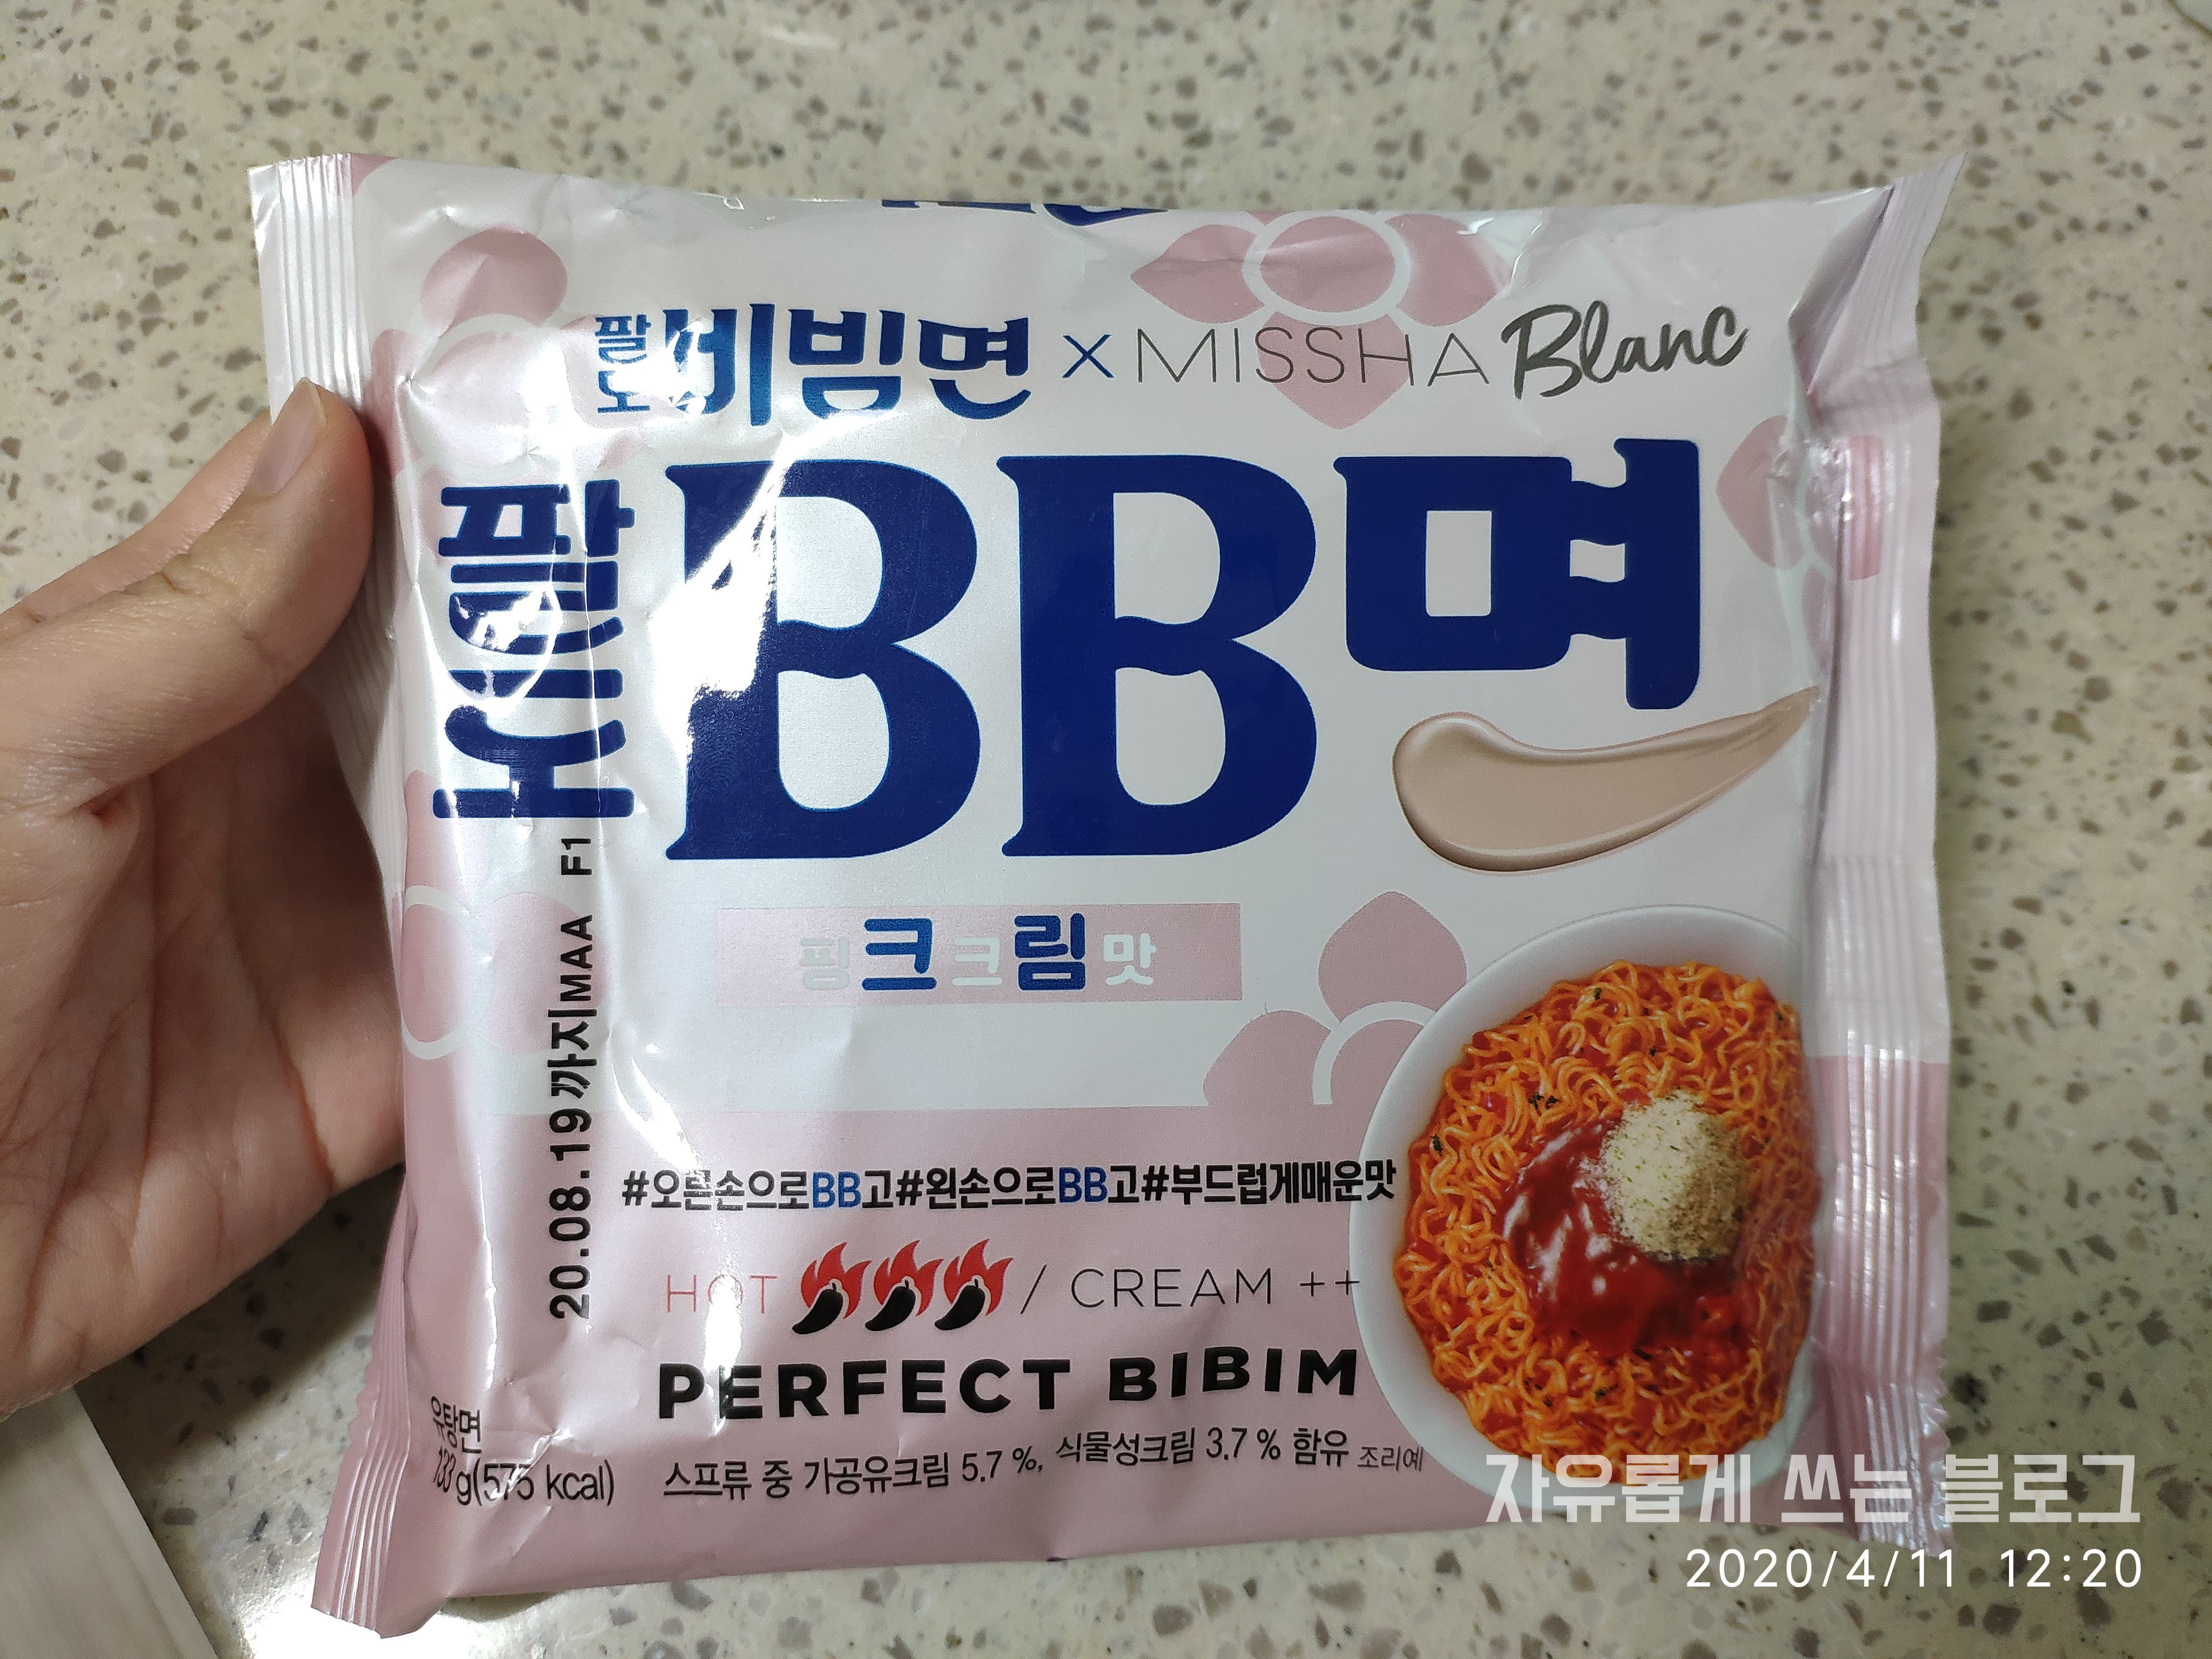 팔도비빔면 × MISSHA Blanc
팔도
BB면
핑크크림맛
20.08.19까지MAA F1
#오른손으로BB고#왼손으로BB고#부드럽게매운맛
HOT / CREAM ++
PERFECT BIBIM
유탕면
133 g(575 kcal)
스프류 중 가공유크림 5.7 %, 식물성크림 3.7 % 함유 조리예
자유롭게 쓰는 블로그
2020/4/11 12:20